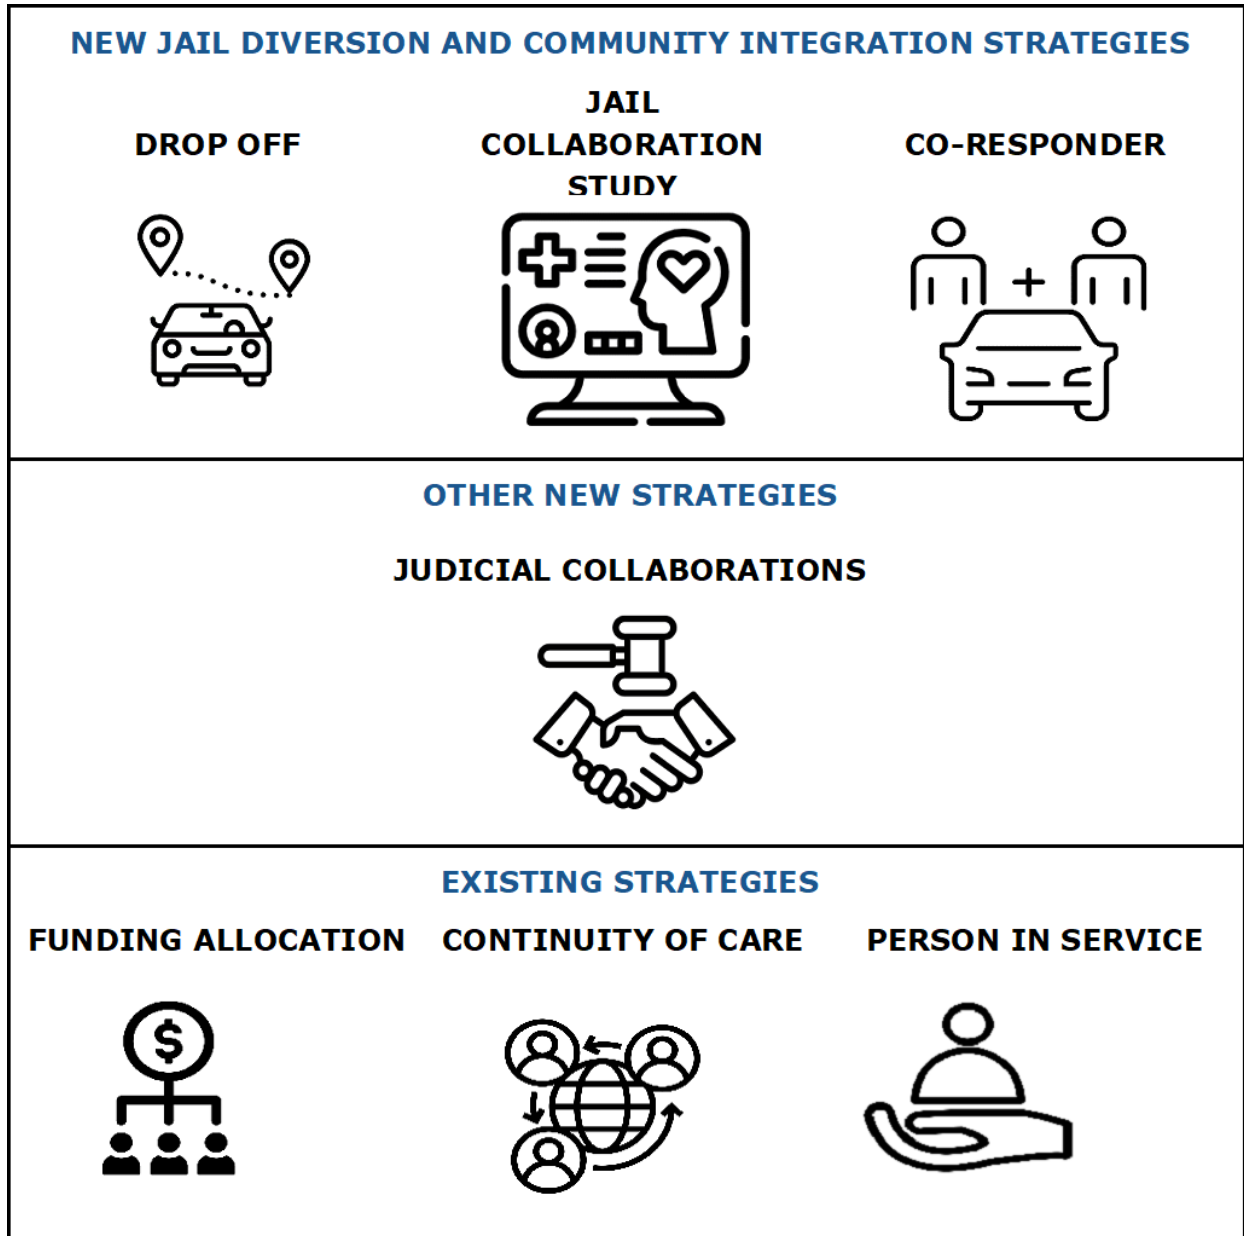 NEW JAIL DIVERSION AND COMMUNITY INTEGRATION STRATEGIES
DROP OFF
JAIL
COLLABORATION
STUDY
CO-RESPONDER
OTHER NEW STRATEGIES
JUDICIAL COLLABORATIONS
EXISTING STRATEGIES
FUNDING ALLOCATION
CONTINUITY OF CARE
PERSON IN SERVICE
$